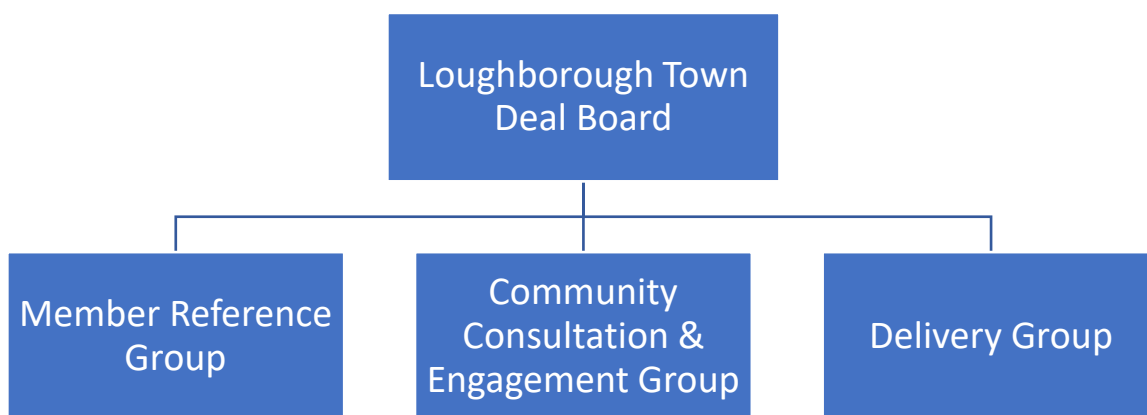 Loughborough Town
Deal Board
Member Reference
Group
Community
Consultation &
Engagement Group
Delivery Group